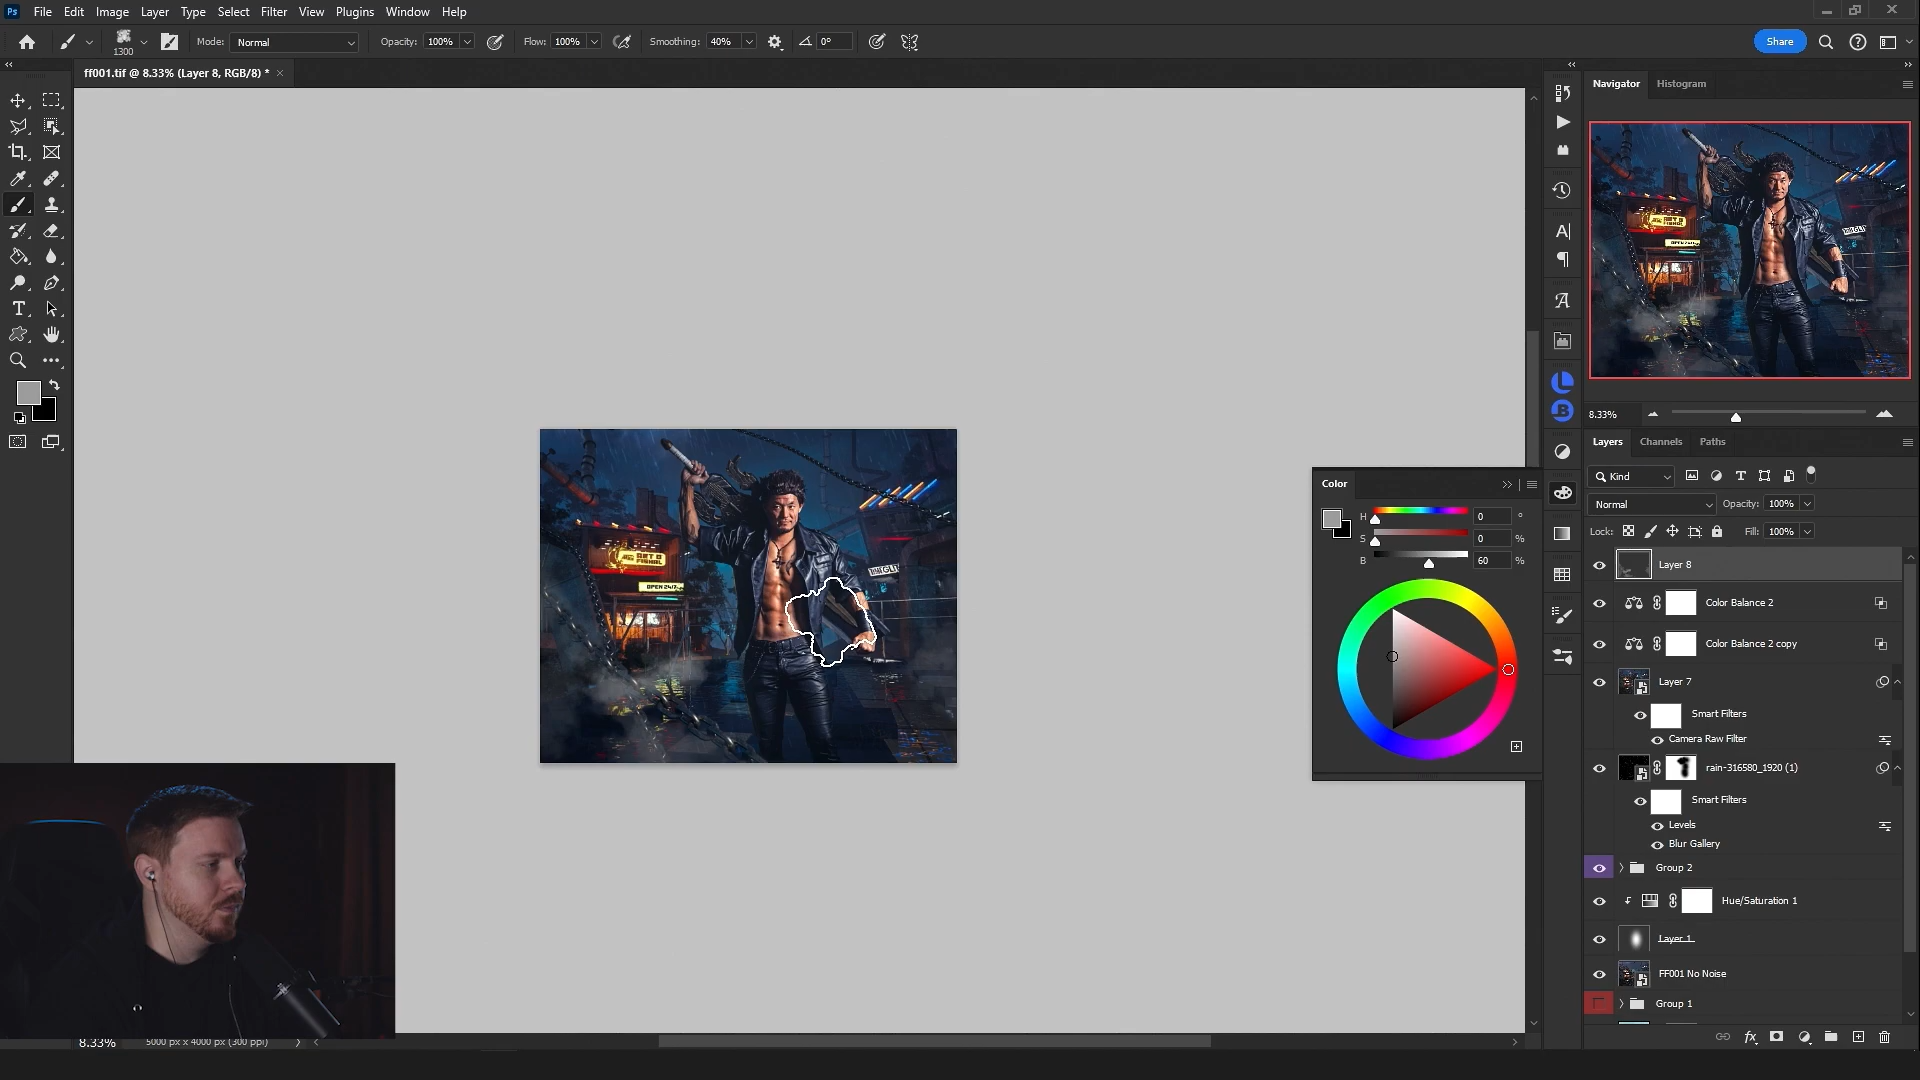 Ps File Edit Image Layer Type Select Filter View Plugins Window Help
1300 Mode: Normal Opacity: 100% Flow: 100% Smoothing: 40% 0° Share
ff001.tif @ 8.33% (Layer 8, RGB/8) *
Navigator Histogram
8.33%
Layers Channels Paths
Kind
Normal Opacity: 100%
Lock: Fill: 100%
Layer 8
Color Balance 2
Color Balance 2 copy
Layer 7
Smart Filters
Camera Raw Filter
rain-316580_1920 (1)
Smart Filters
Levels
Blur Gallery
Group 2
Hue/Saturation 1
Layer 1
FF001 No Noise
Group 1
Color
H 0 °
S 0 %
B 60 %
OPEN 24/7
8.33% 5000 px x 4000 px (300 ppi)